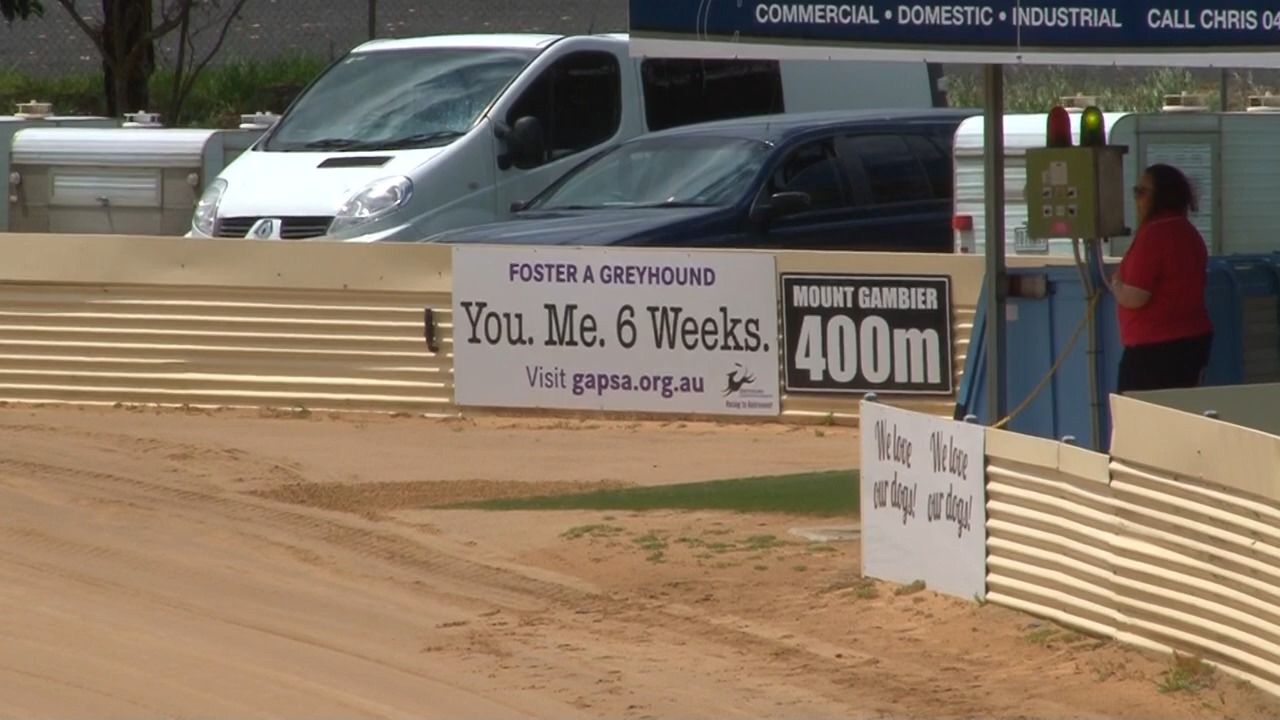 COMMERCIAL • DOMESTIC • INDUSTRIAL CALL CHRIS 04
FOSTER A GREYHOUND
You. Me. 6 Weeks.
Visit gapsa.org.au
MOUNT GAMBIER
400m
We love
our dogs!
We love
our dogs!